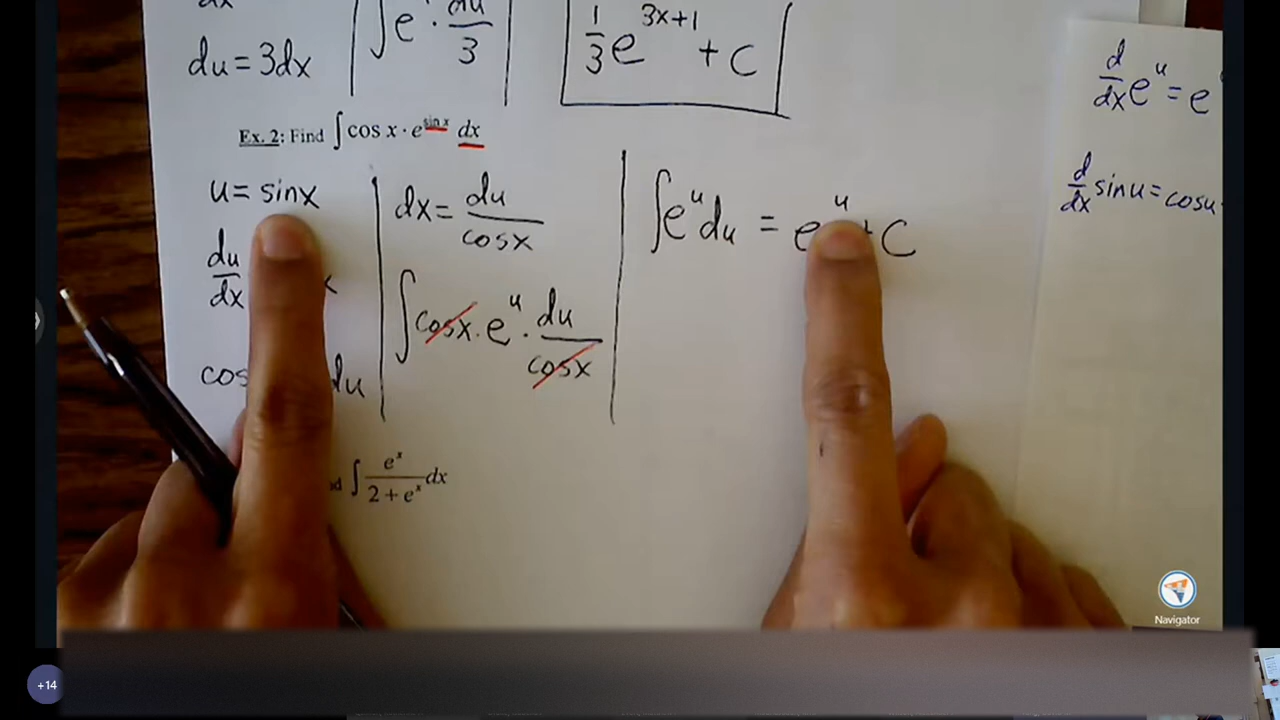 du = 3dx
∫e · du/3
1/3 e^{3x+1} + C
Ex. 2: Find ∫ cos x · e^{sin x} dx
u = sinx
du/dx
cos
du
dx = du/cosx
∫cosx · e^u · du/cosx
∫e^u du = e^u + C
∫ e^x/(2 + e^x) dx
d/dx e^u = e
d/dx sin u = cosu
Navigator
+14